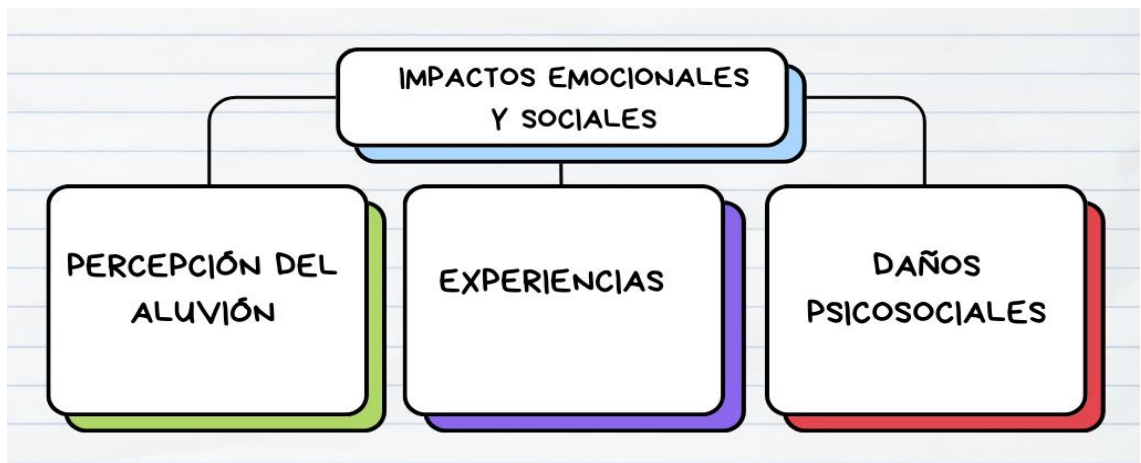 IMPACTOS EMOCIONALES
Y SOCIALES
PERCEPCIÓN DEL
ALUVIÓN
EXPERIENCIAS
DAÑOS
PSICOSOCIALES